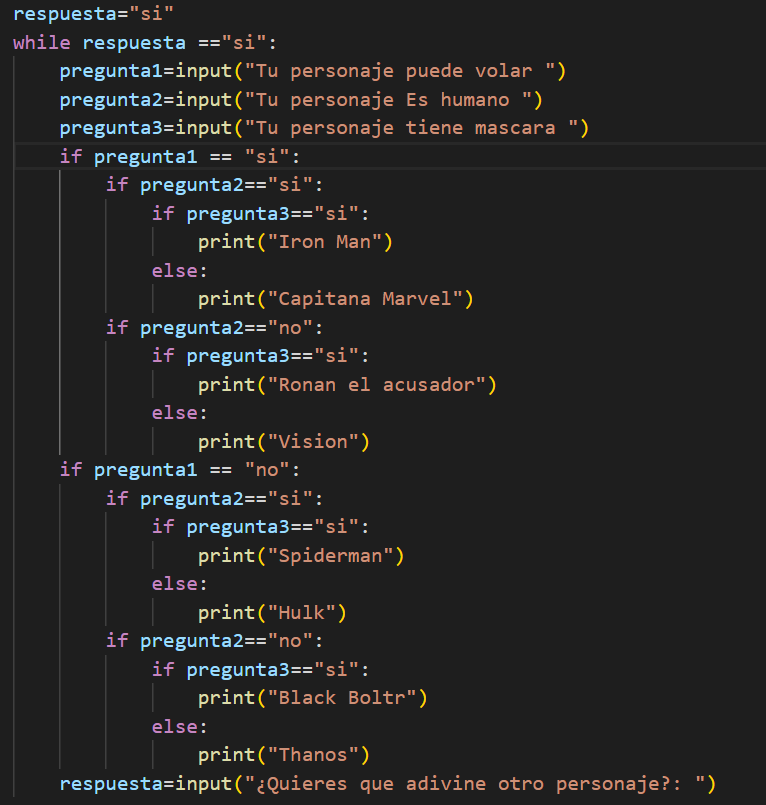 respuesta="si"
while respuesta =="si":
    pregunta1=input("Tu personaje puede volar ")
    pregunta2=input("Tu personaje Es humano ")
    pregunta3=input("Tu personaje tiene mascara ")
    if pregunta1 == "si":
        if pregunta2=="si":
            if pregunta3=="si":
                print("Iron Man")
            else:
                print("Capitana Marvel")
        if pregunta2=="no":
            if pregunta3=="si":
                print("Ronan el acusador")
            else:
                print("Vision")
    if pregunta1 == "no":
        if pregunta2=="si":
            if pregunta3=="si":
                print("Spiderman")
            else:
                print("Hulk")
        if pregunta2=="no":
            if pregunta3=="si":
                print("Black Boltr")
            else:
                print("Thanos")
    respuesta=input("¿Quieres que adivine otro personaje?: ")